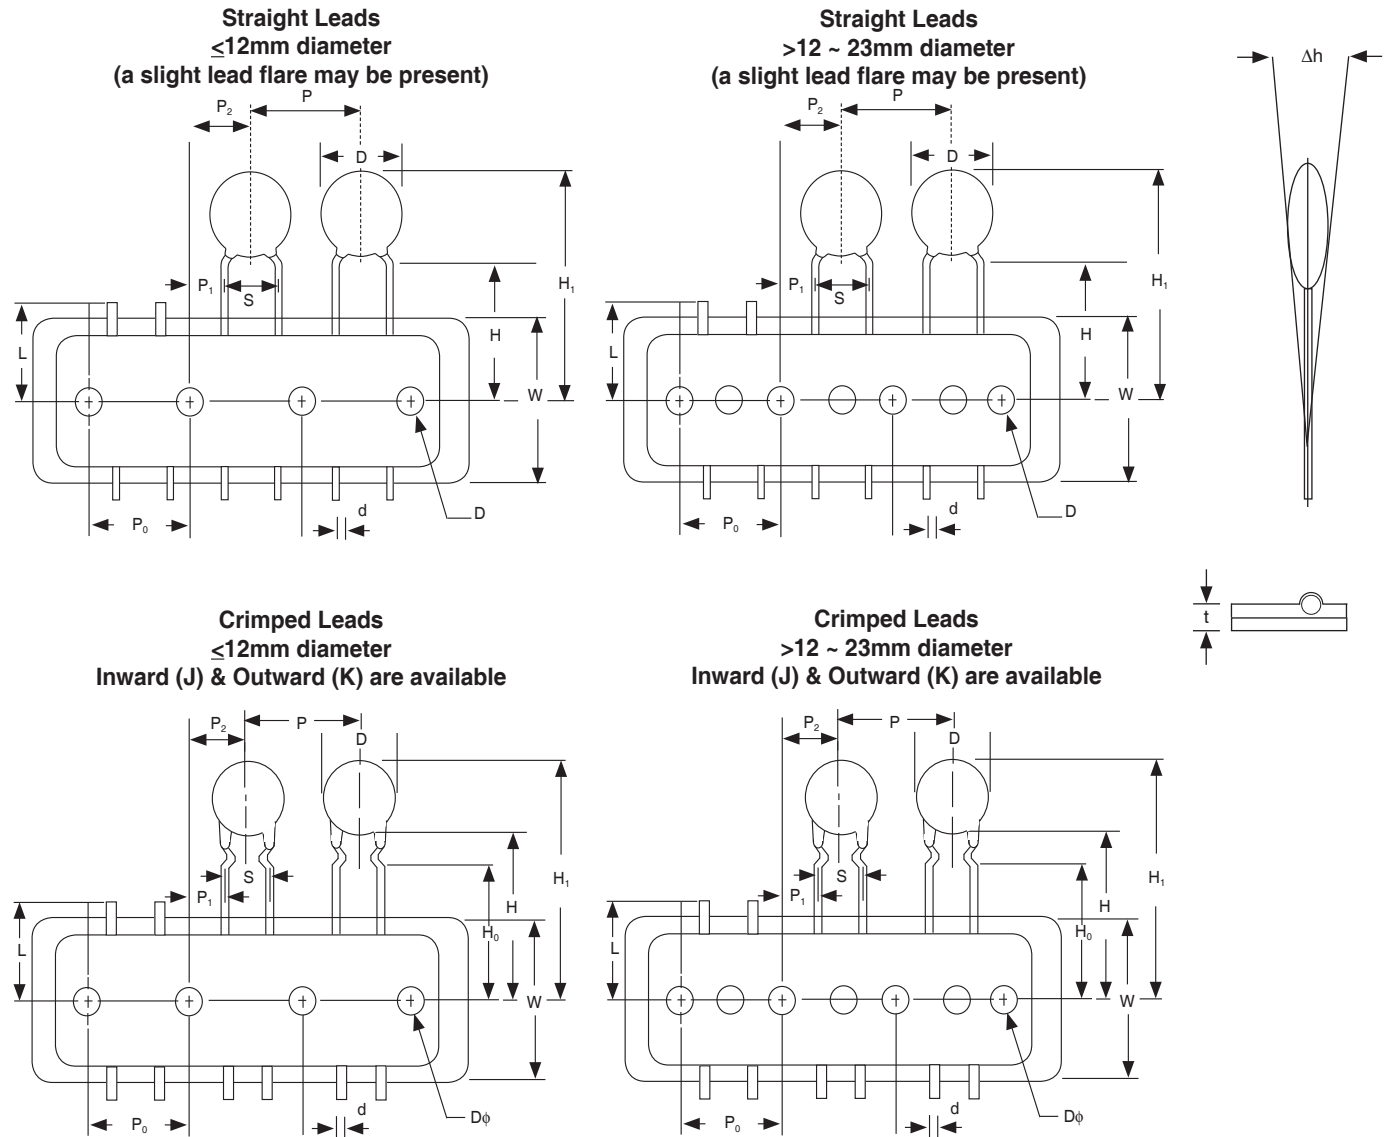 Straight Leads
≤12mm diameter
(a slight lead flare may be present)
P
P₂
D
P₁
S
H₁
H
L
W
P₀
d
D
Straight Leads
>12 ~ 23mm diameter
(a slight lead flare may be present)
P
P₂
D
P₁
S
H₁
H
L
W
P₀
d
D
Δh
t
Crimped Leads
≤12mm diameter
Inward (J) & Outward (K) are available
P₂
P
D
S
P₁
H₁
H
H₀
L
W
P₀
d
Dϕ
Crimped Leads
>12 ~ 23mm diameter
Inward (J) & Outward (K) are available
P₂
P
D
S
P₁
H₁
H
H₀
L
W
P₀
d
Dϕ